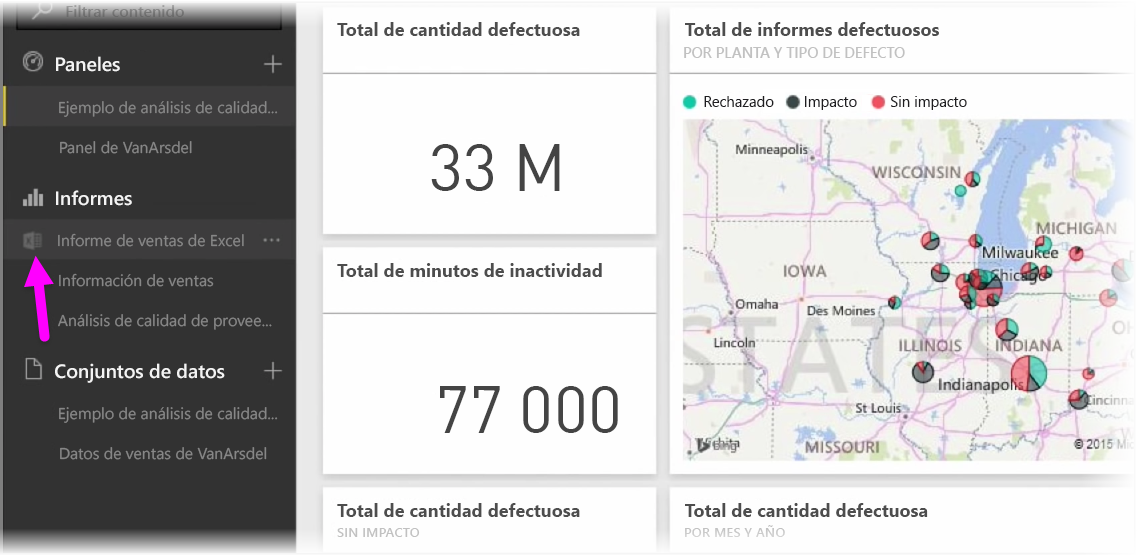 Filtrar contenido
Paneles
Ejemplo de análisis de calidad...
Panel de VanArsdel
Informes
Informe de ventas de Excel ...
Información de ventas
Análisis de calidad de provee...
Conjuntos de datos
Ejemplo de análisis de calidad...
Datos de ventas de VanArsdel
Total de cantidad defectuosa
33 M
Total de minutos de inactividad
77 000
Total de cantidad defectuosa
SIN IMPACTO
Total de informes defectuosos
POR PLANTA Y TIPO DE DEFECTO
Rechazado Impacto Sin impacto
Minneapolis
WISCONSIN
MICHIGAN
Milwaukee
IOWA
Chicago
Omaha
Des Moines
STATES
Lincoln
ILLINOIS
INDIANA
OH
Indianapolis
Cincinna
St Louis
Wichita
Bing
MISSOURI
© 2015 Mic
Total de cantidad defectuosa
POR MES Y AÑO